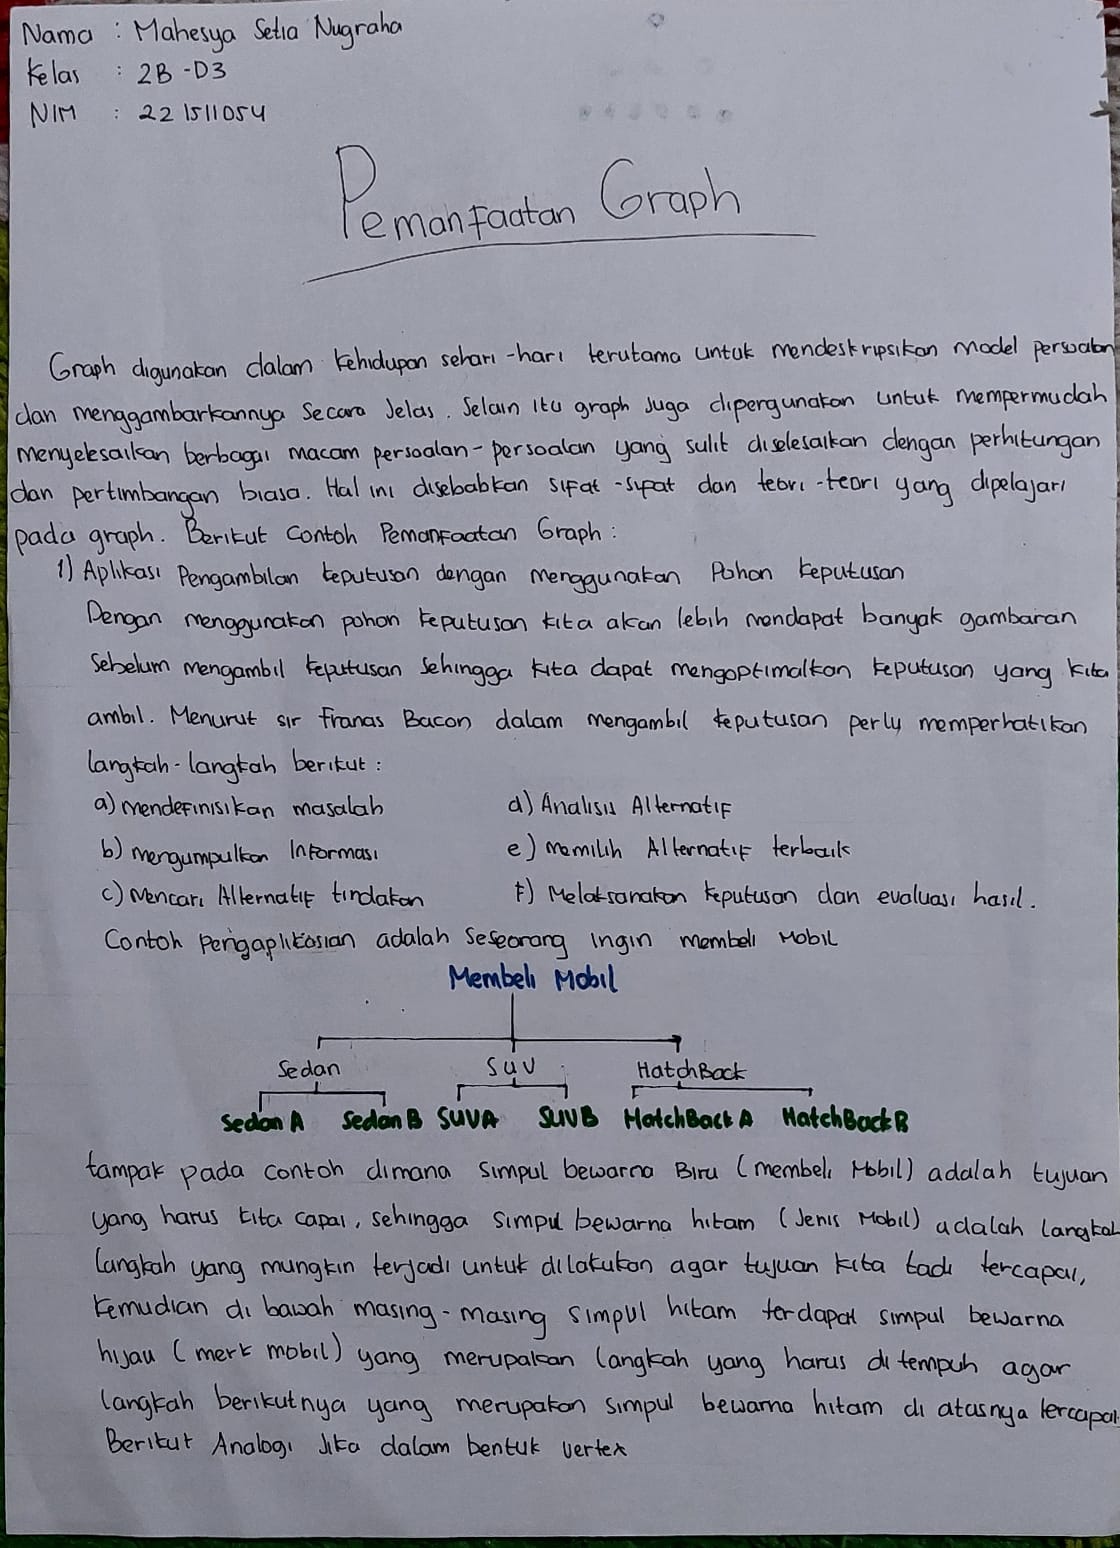 Nama : Mahesya Setia Nugraha
Kelas : 2B -D3
NIM : 221511054
Pemanfaatan Graph
Graph digunakan dalam kehidupan sehari-hari terutama untuk mendeskripsikan model persoalan
dan menggambarkannya secara jelas. Selain itu graph juga dipergunakan untuk mempermudah
menyelesaikan berbagai macam persoalan-persoalan yang sulit diselesaikan dengan perhitungan
dan pertimbangan biasa. Hal ini disebabkan sifat-sifat dan teori-teori yang dipelajari
pada graph. Berikut Contoh Pemanfaatan Graph :
1) Aplikasi Pengambilan keputusan dengan menggunakan Pohon keputusan
Dengan menggunakan pohon keputusan kita akan lebih mendapat banyak gambaran
Sebelum mengambil keputusan sehingga kita dapat mengoptimalkan keputusan yang kita
ambil. Menurut sir Franas Bacon, dalam mengambil keputusan perly memperhatikan
langkah-langkah berikut :
a) mendefinisikan masalah d) Analisis Alternatif
b) mengumpulkan Informasi e) memilih Alternatif terbaik
c) Mencari Alternatif tindakan f) Melaksanakan keputusan dan evaluasi hasil.
Contoh Pengaplikasian adalah Seseorang ingin membeli Mobil
Membeli Mobil
Sedan SUV HatchBack
Sedan A Sedan B SUV A SUV B HatchBack A HatchBack B
tampak pada contoh dimana simpul bewarna Biru (membeli Mobil) adalah tujuan
yang harus kita capai, sehingga simpul bewarna hitam (Jenis Mobil) adalah langkah
langkah yang mungkin terjadi untuk dilakukan agar tujuan kita tadi tercapai,
kemudian di bawah masing-masing simpul hitam terdapat simpul bewarna
hijau (merk mobil) yang merupakan langkah yang harus di tempuh agar
langkah berikutnya yang merupakan simpul bewarna hitam di atasnya tercapai.
Berikut Analogi Jika dalam bentuk vertex